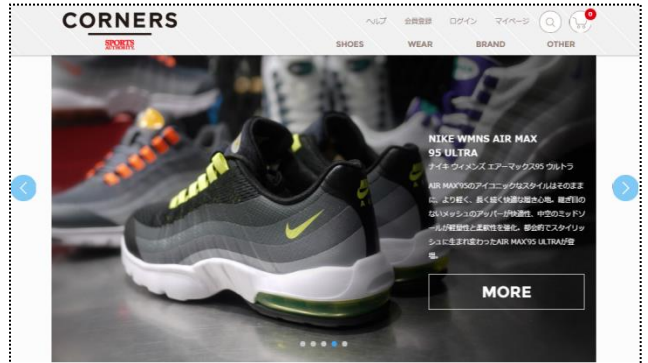 CORNERS
SPORTS
AUTHORITY
ヘルプ 会員登録 ログイン マイページ 0
SHOES WEAR BRAND OTHER
NIKE WMNS AIR MAX
95 ULTRA
ナイキ ウィメンズ エアーマックス95 ウルトラ
AIR MAX'95のアイコニックなスタイルはそのまま
に、より軽く、長く続く快適な履き心地。継ぎ目の
ないメッシュのアッパーが快適性、中空のミッドソ
ールが軽量性と柔軟性を強化。都会的でスタイリッ
シュに生まれ変わったAIR MAX'95 ULTRAが登
場。
MORE